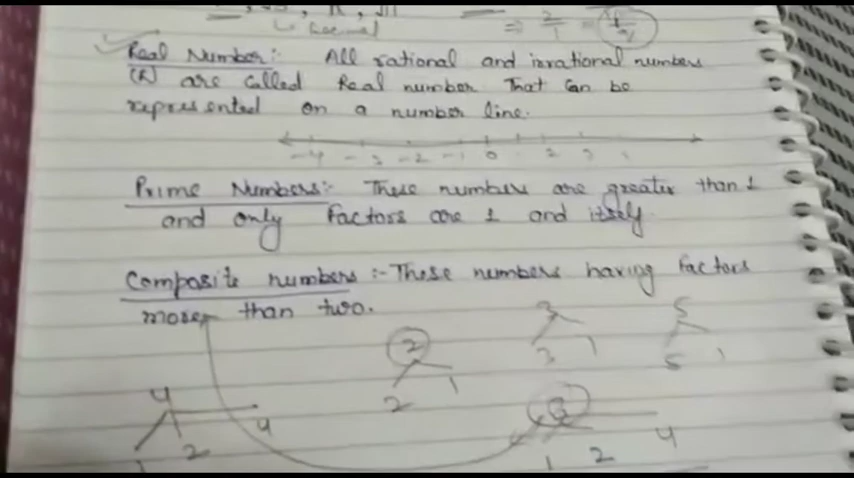 ⇒ 2/1 = p/q
Real Number:- All rational and irrational numbers
(R) are called Real number That Can be
represented on a number line.
-4 -3 -2 -1 0 2 3
Prime Numbers:- These numbers are greater than 1
and only factors are 1 and itself
Composite numbers :- These numbers having factors
more than two.
2 3 5
2 1 3 1 5 1
4
1 2 4 1 2 4